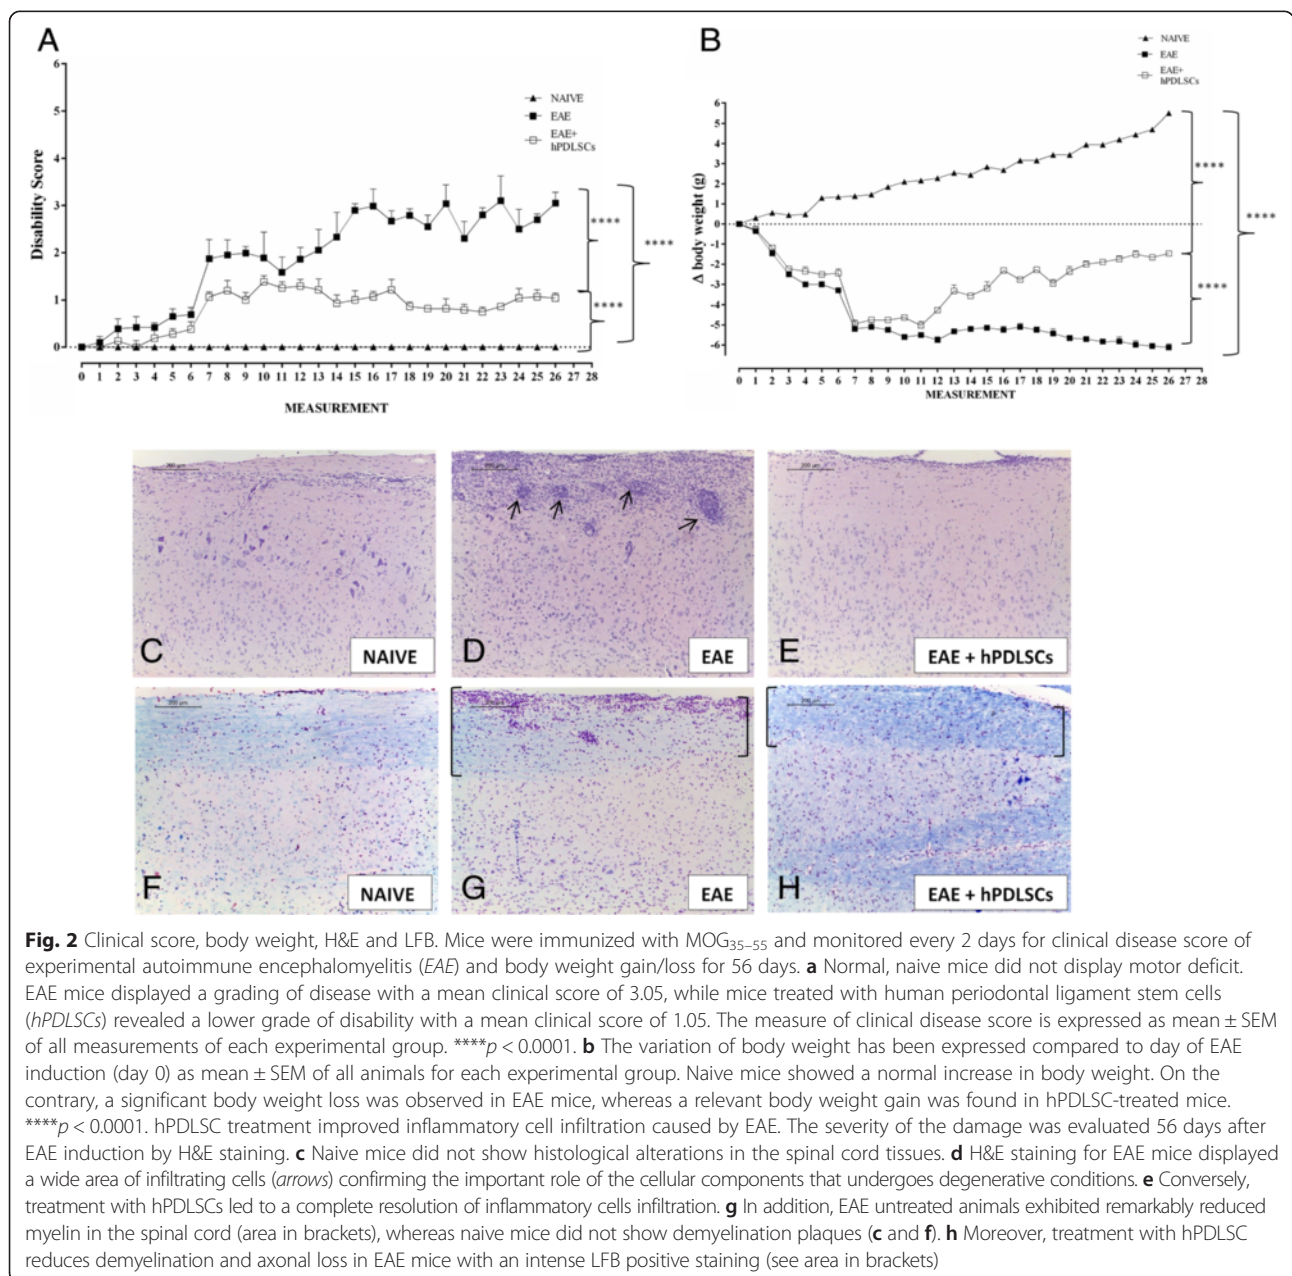 A
6
5
4
3
2
1
0
Disability Score
NAIVE
EAE
EAE+
hPDLSCs
****
****
****
0 1 2 3 4 5 6 7 8 9 10 11 12 13 14 15 16 17 18 19 20 21 22 23 24 25 26 27 28
MEASUREMENT
B
NAIVE
EAE
EAE+
hPDLSCs
6
5
4
3
2
1
0
-1
-2
-3
-4
-5
-6
Δ body weight (g)
****
****
****
0 1 2 3 4 5 6 7 8 9 10 11 12 13 14 15 16 17 18 19 20 21 22 23 24 25 26 27 28
MEASUREMENT
200 µm
C
NAIVE
200 µm
D
EAE
200 µm
E
EAE + hPDLSCs
200 µm
F
NAIVE
200 µm
G
EAE
200 µm
H
EAE + hPDLSCs
Fig. 2 Clinical score, body weight, H&E and LFB. Mice were immunized with MOG35–55 and monitored every 2 days for clinical disease score of
experimental autoimmune encephalomyelitis (EAE) and body weight gain/loss for 56 days. a Normal, naive mice did not display motor deficit.
EAE mice displayed a grading of disease with a mean clinical score of 3.05, while mice treated with human periodontal ligament stem cells
(hPDLSCs) revealed a lower grade of disability with a mean clinical score of 1.05. The measure of clinical disease score is expressed as mean ± SEM
of all measurements of each experimental group. ****p < 0.0001. b The variation of body weight has been expressed compared to day of EAE
induction (day 0) as mean ± SEM of all animals for each experimental group. Naive mice showed a normal increase in body weight. On the
contrary, a significant body weight loss was observed in EAE mice, whereas a relevant body weight gain was found in hPDLSC-treated mice.
****p < 0.0001. hPDLSC treatment improved inflammatory cell infiltration caused by EAE. The severity of the damage was evaluated 56 days after
EAE induction by H&E staining. c Naive mice did not show histological alterations in the spinal cord tissues. d H&E staining for EAE mice displayed
a wide area of infiltrating cells (arrows) confirming the important role of the cellular components that undergoes degenerative conditions. e Conversely,
treatment with hPDLSCs led to a complete resolution of inflammatory cells infiltration. g In addition, EAE untreated animals exhibited remarkably reduced
myelin in the spinal cord (area in brackets), whereas naive mice did not show demyelination plaques (c and f). h Moreover, treatment with hPDLSC
reduces demyelination and axonal loss in EAE mice with an intense LFB positive staining (see area in brackets)